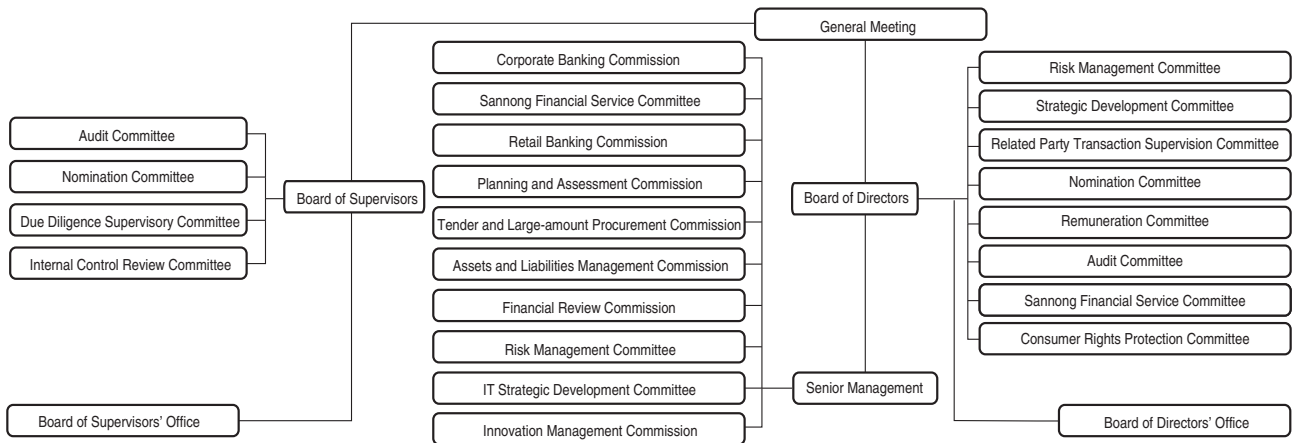 General Meeting
Audit Committee
Nomination Committee
Due Diligence Supervisory Committee
Internal Control Review Committee
Board of Supervisors
Board of Supervisors' Office
Corporate Banking Commission
Sannong Financial Service Committee
Retail Banking Commission
Planning and Assessment Commission
Tender and Large-amount Procurement Commission
Assets and Liabilities Management Commission
Financial Review Commission
Risk Management Committee
IT Strategic Development Committee
Innovation Management Commission
Board of Directors
Senior Management
Risk Management Committee
Strategic Development Committee
Related Party Transaction Supervision Committee
Nomination Committee
Remuneration Committee
Audit Committee
Sannong Financial Service Committee
Consumer Rights Protection Committee
Board of Directors' Office